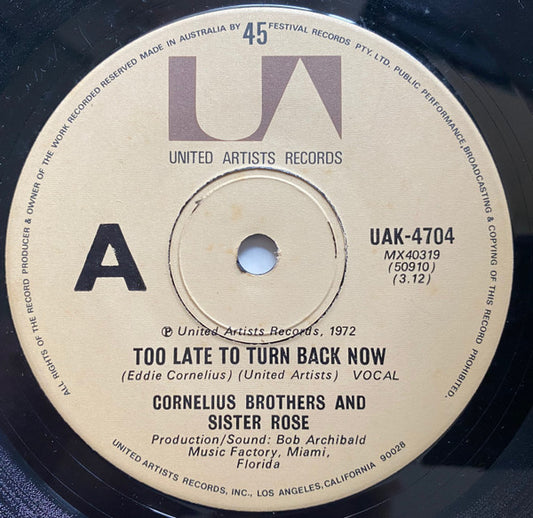 ALL RIGHTS OF THE RECORD PRODUCER & OWNER OF THE WORK RECORDED RESERVED MADE IN AUSTRALIA BY FESTIVAL RECORDS PTY. LTD. PUBLIC PERFORMANCE, BROADCASTING & COPYING OF THIS RECORD PROHIBITED.
45
UA
UNITED ARTISTS RECORDS
A
UAK-4704
MX40319
(50910)
(3.12)
℗ United Artists Records, 1972
TOO LATE TO TURN BACK NOW
(Eddie Cornelius) (United Artists) VOCAL
CORNELIUS BROTHERS AND
SISTER ROSE
Production/Sound: Bob Archibald
Music Factory, Miami,
Florida
UNITED ARTISTS RECORDS, INC., LOS ANGELES, CALIFORNIA 90028